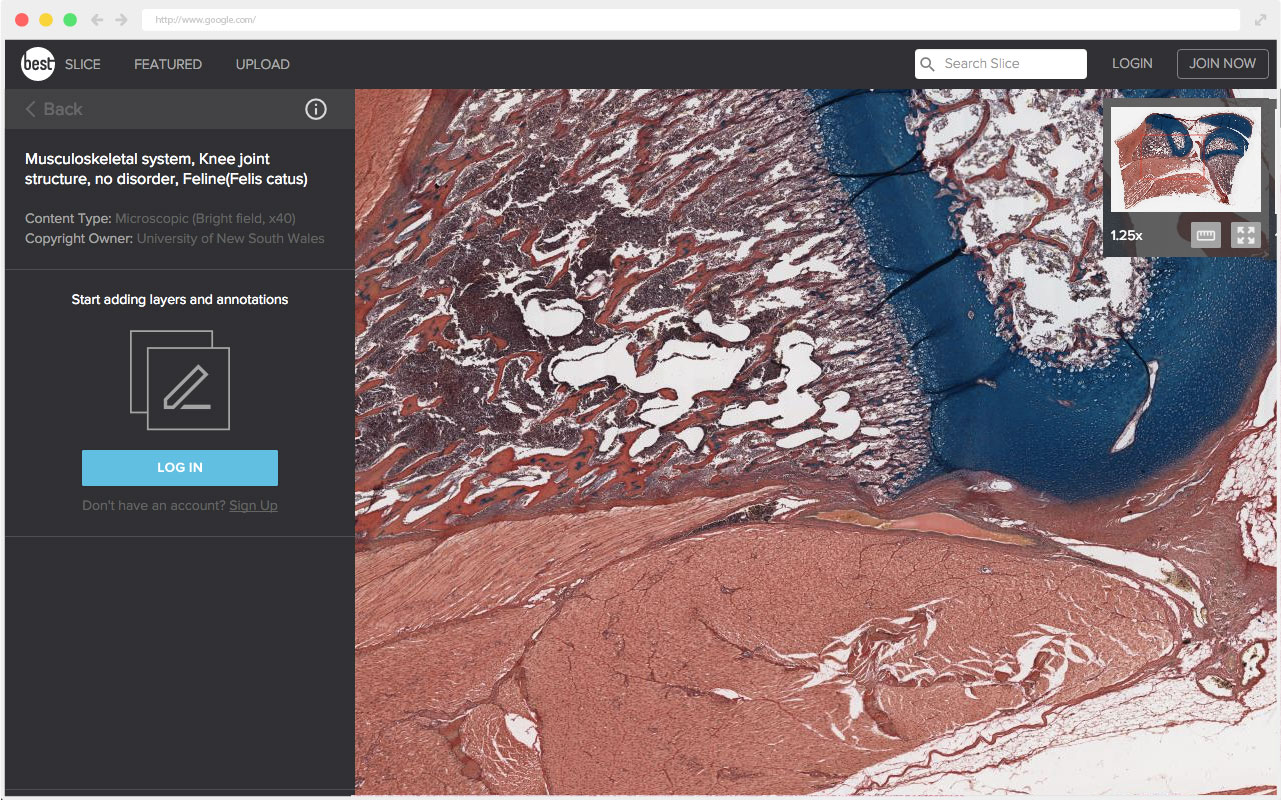 http://www.google.com/
best SLICE FEATURED UPLOAD Search Slice LOGIN JOIN NOW
Back
Musculoskeletal system, Knee joint
structure, no disorder, Feline(Felis catus)
Content Type: Microscopic (Bright field, x40)
Copyright Owner: University of New South Wales
1.25x
Start adding layers and annotations
LOG IN
Don't have an account? Sign Up